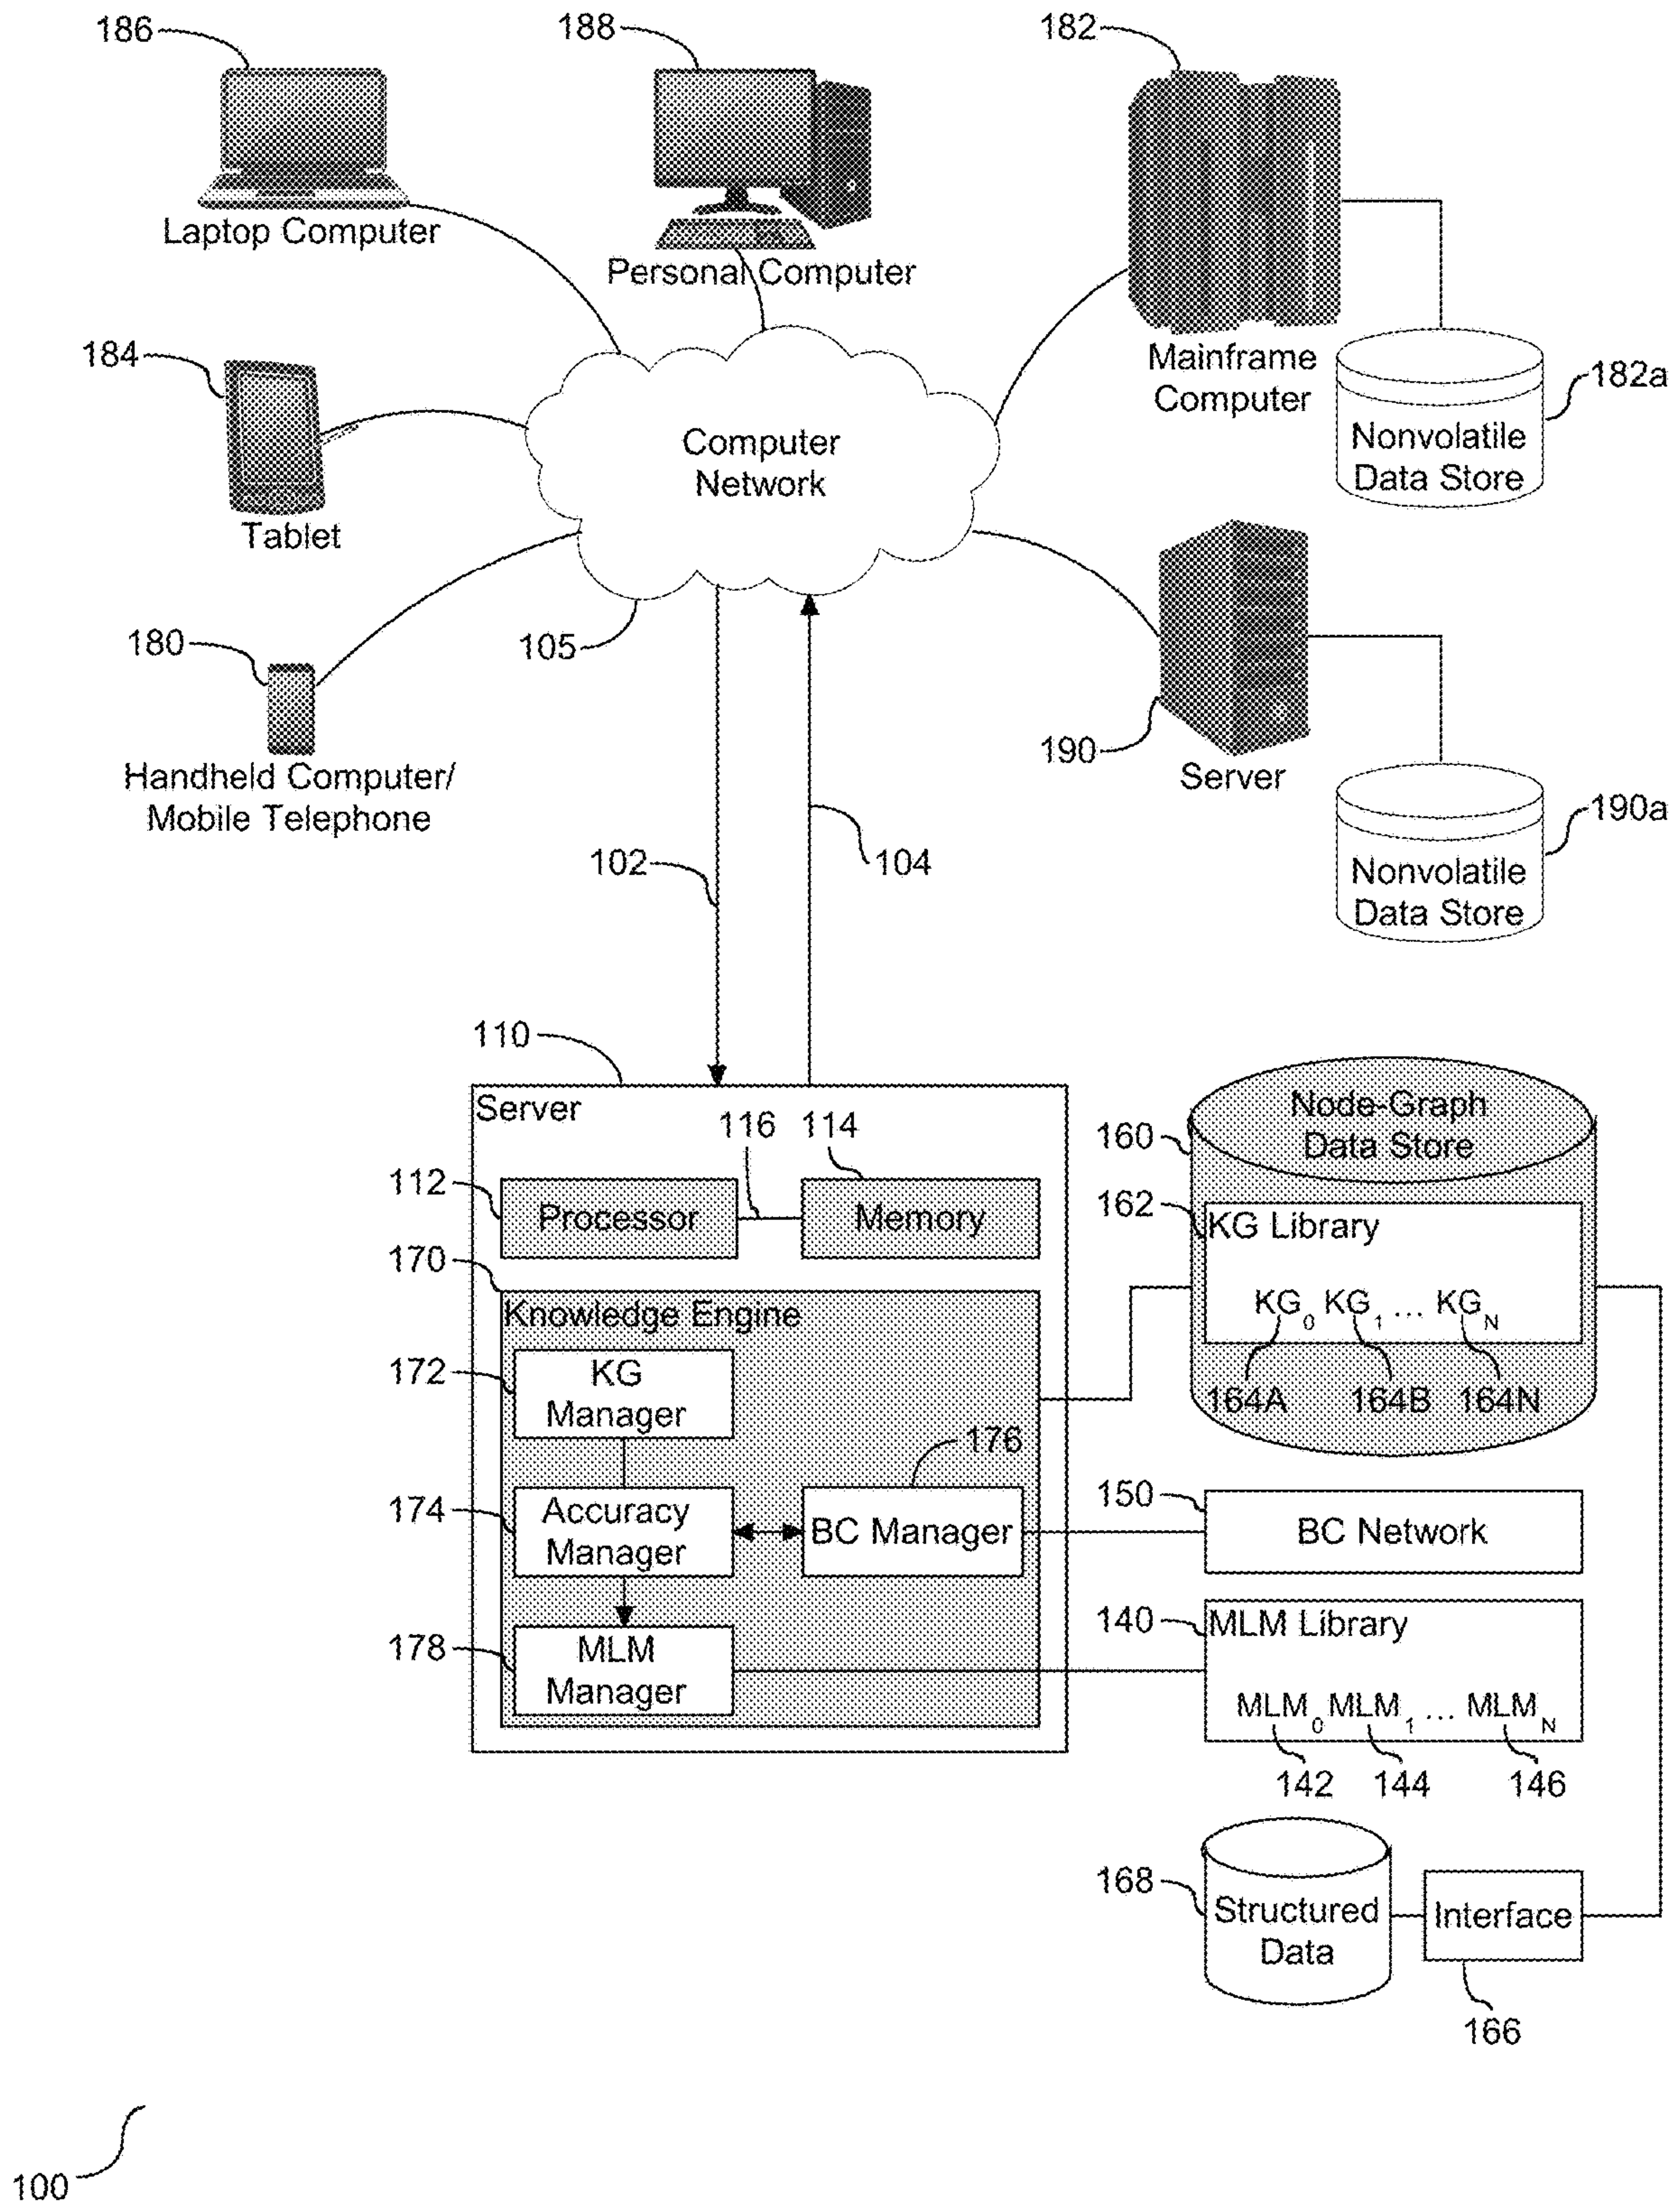 186
188
182
Laptop Computer
Personal Computer
Mainframe
Computer
184
182a
Computer
Network
Nonvolatile
Data Store
Tablet
180
105
190
Server
Handheld Computer/
Mobile Telephone
190a
102
104
Nonvolatile
Data Store
110
Server
116
114
160
Node-Graph
Data Store
112
Processor
Memory
162
KG Library
170
Knowledge Engine
KG0 KG1 ... KGN
172
KG
Manager
164A
164B
164N
176
174
Accuracy
Manager
BC Manager
150
BC Network
140
MLM Library
178
MLM
Manager
MLM0 MLM1 ... MLMN
142
144
146
168
Structured
Data
Interface
166
100